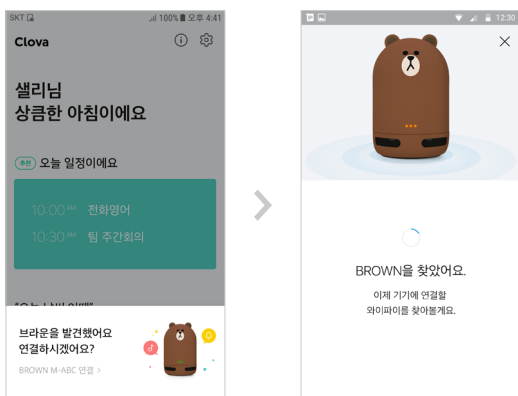 SKT 100% 오후 4:41
Clova
샐리님
상큼한 아침이에요
추천 오늘 일정이에요
10:00 AM 전화영어
10:30 AM 팀 주간회의
브라운을 발견했어요
연결하시겠어요?
BROWN M-ABC 연결 >
12:30
BROWN을 찾았어요.
이제 기기에 연결할
와이파이를 찾아볼게요.